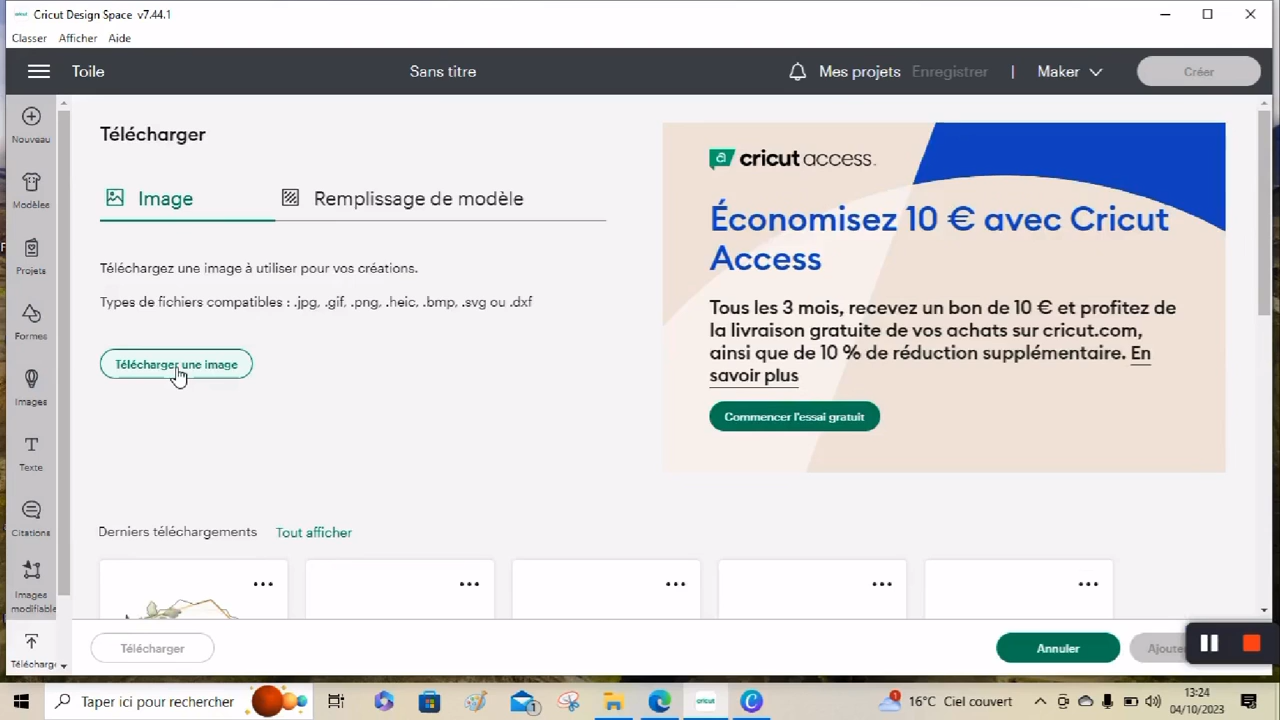 Cricut Design Space v7.44.1
Classer Afficher Aide
Toile
Sans titre
Mes projets Enregistrer | Maker
Créer
Nouveau
Modèles
Projets
Formes
Images
Texte
Citations
Images
modifiable
Télécharge
Télécharger
Image
Remplissage de modèle
Téléchargez une image à utiliser pour vos créations.
Types de fichiers compatibles : .jpg, .gif, .png, .heic, .bmp, .svg ou .dxf
Télécharger une image
cricut access.
Économisez 10 € avec Cricut
Access
Tous les 3 mois, recevez un bon de 10 € et profitez de
la livraison gratuite de vos achats sur cricut.com,
ainsi que de 10 % de réduction supplémentaire. En
savoir plus
Commencer l'essai gratuit
Derniers téléchargements Tout afficher
Télécharger
Annuler
Ajoute
Taper ici pour rechercher
1
cricut
1
16°C Ciel couvert
13:24
04/10/2023